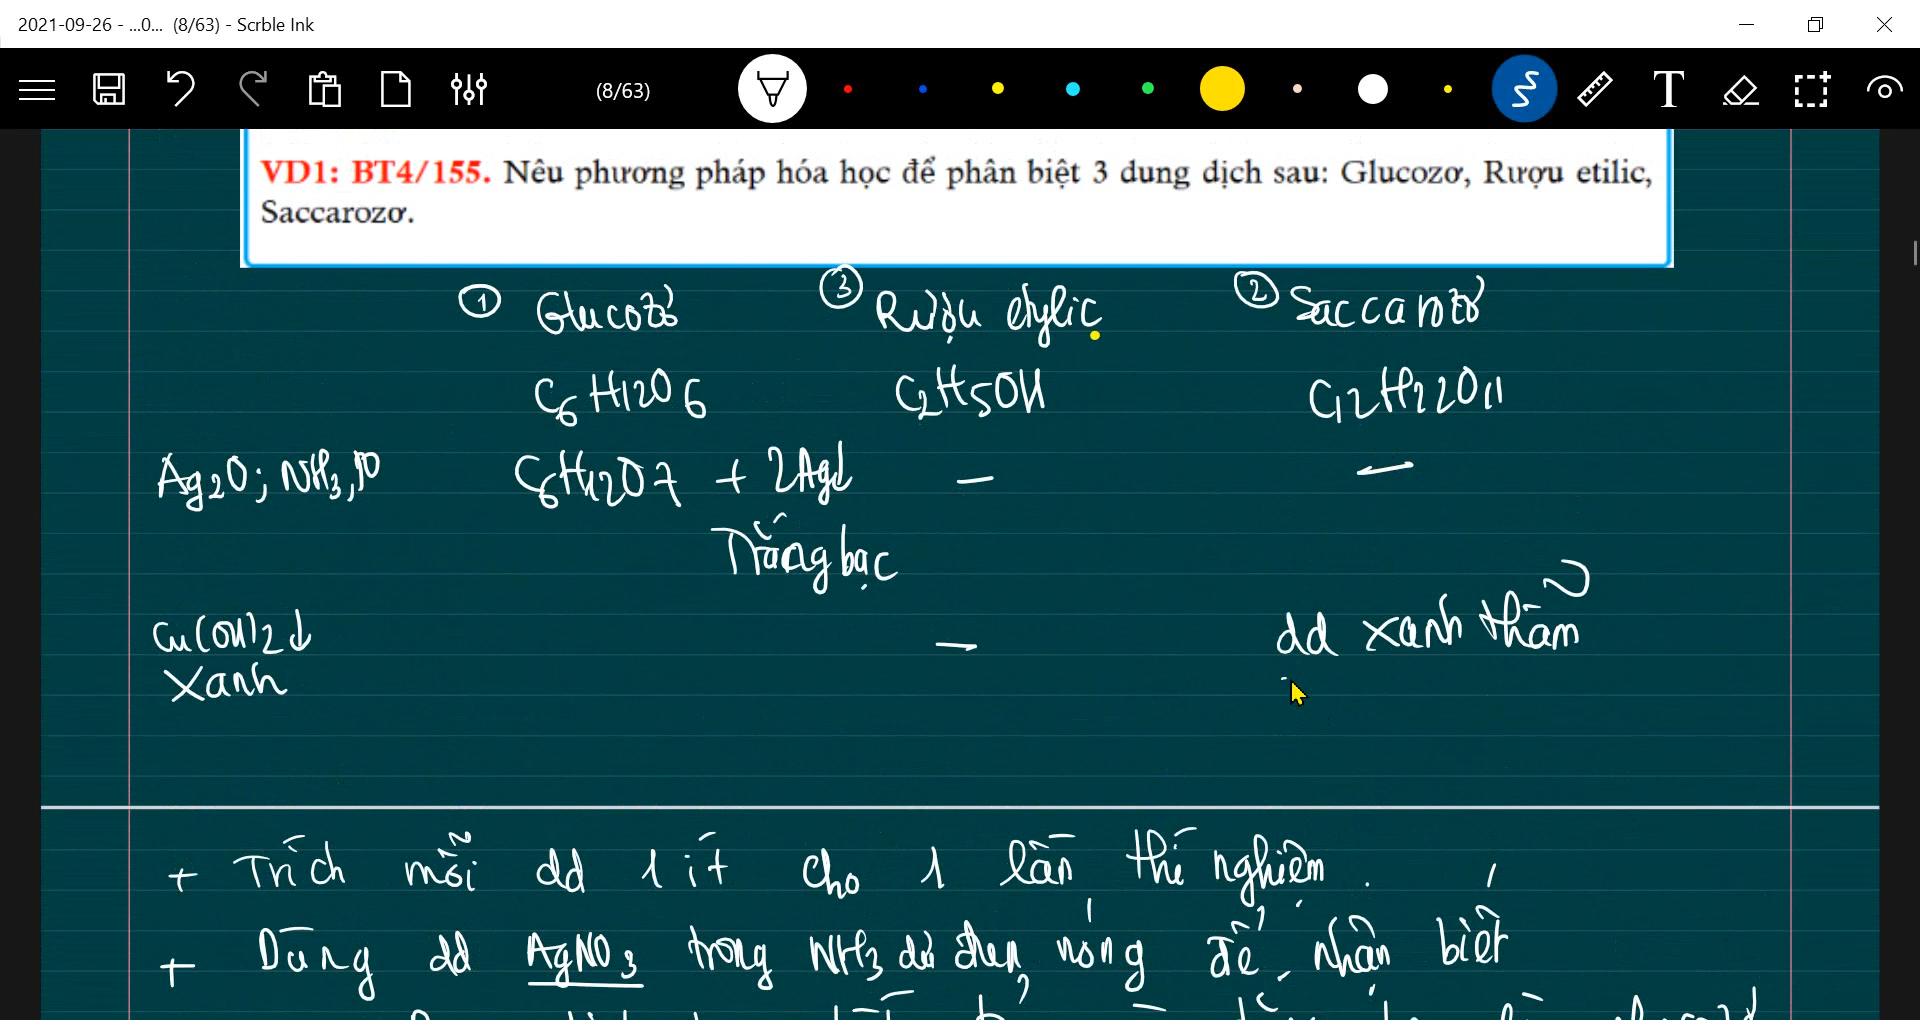 2021-09-26 - ...0... (8/63) - Scrble Ink
(8/63)
VD1: BT4/155. Nêu phương pháp hóa học để phân biệt 3 dung dịch sau: Glucozơ, Rượu etilic,
Saccarozơ.
① Glucozơ ③ Rượu etylic ② Saccarozơ
C6H12O6 C2H5OH C12H22O11
Ag2O; NH3, t0 C6H12O7 + 2Ag↓ — —
Trắng bạc
Cu(OH)2↓ — dd xanh thẫm
xanh
+ Trích mỗi dd 1 ít cho 1 lần thí nghiệm.
+ Dùng dd AgNO3 trong NH3 dư đun nóng để nhận biết